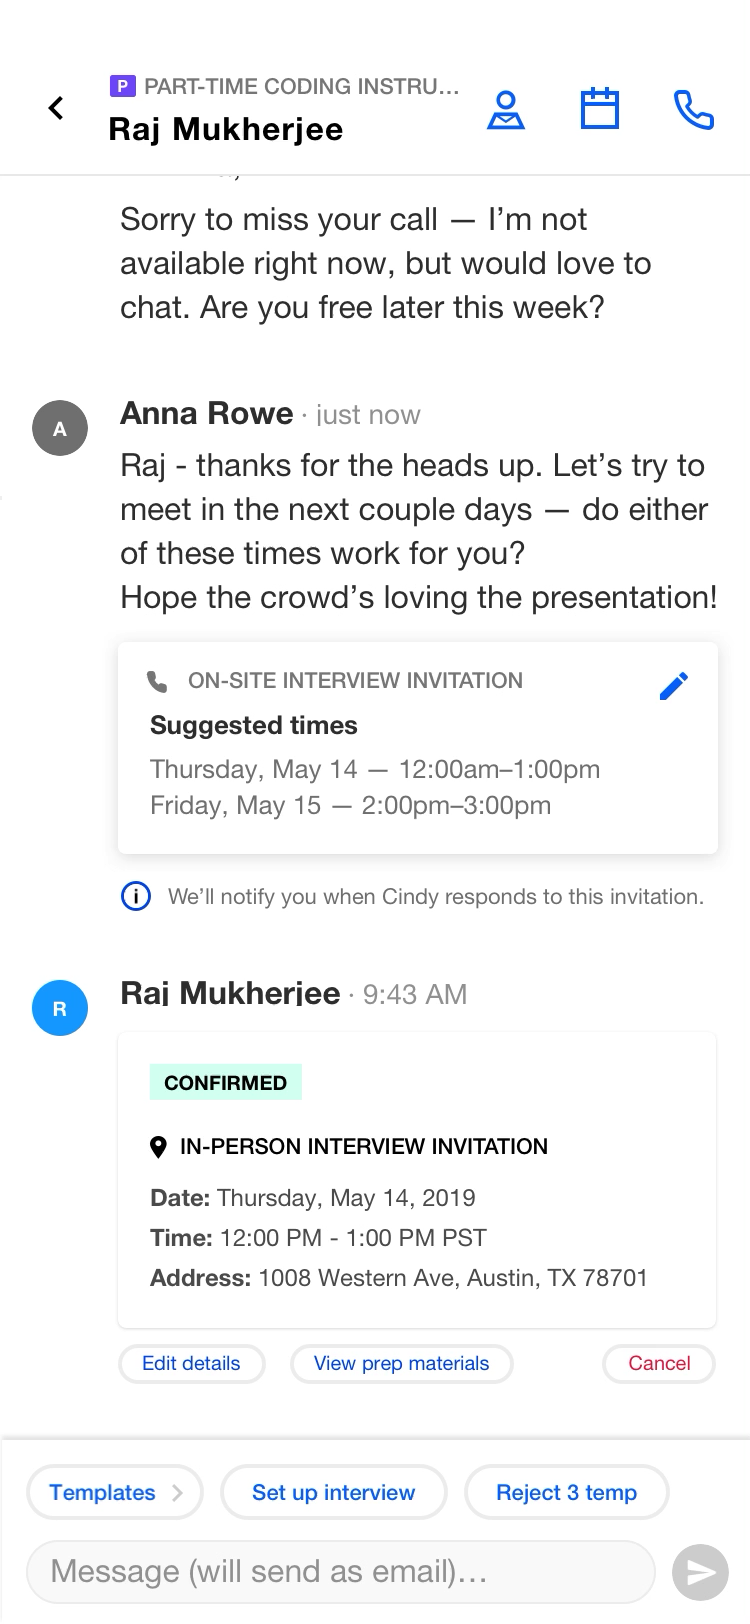 P PART-TIME CODING INSTRU...
Raj Mukherjee
Sorry to miss your call — I’m not
available right now, but would love to
chat. Are you free later this week?
A
Anna Rowe · just now
Raj - thanks for the heads up. Let’s try to
meet in the next couple days — do either
of these times work for you?
Hope the crowd’s loving the presentation!
ON-SITE INTERVIEW INVITATION
Suggested times
Thursday, May 14 — 12:00am–1:00pm
Friday, May 15 — 2:00pm–3:00pm
We’ll notify you when Cindy responds to this invitation.
R
Raj Mukherjee · 9:43 AM
CONFIRMED
IN-PERSON INTERVIEW INVITATION
Date: Thursday, May 14, 2019
Time: 12:00 PM - 1:00 PM PST
Address: 1008 Western Ave, Austin, TX 78701
Edit details View prep materials Cancel
Templates Set up interview Reject 3 temp
Message (will send as email)...